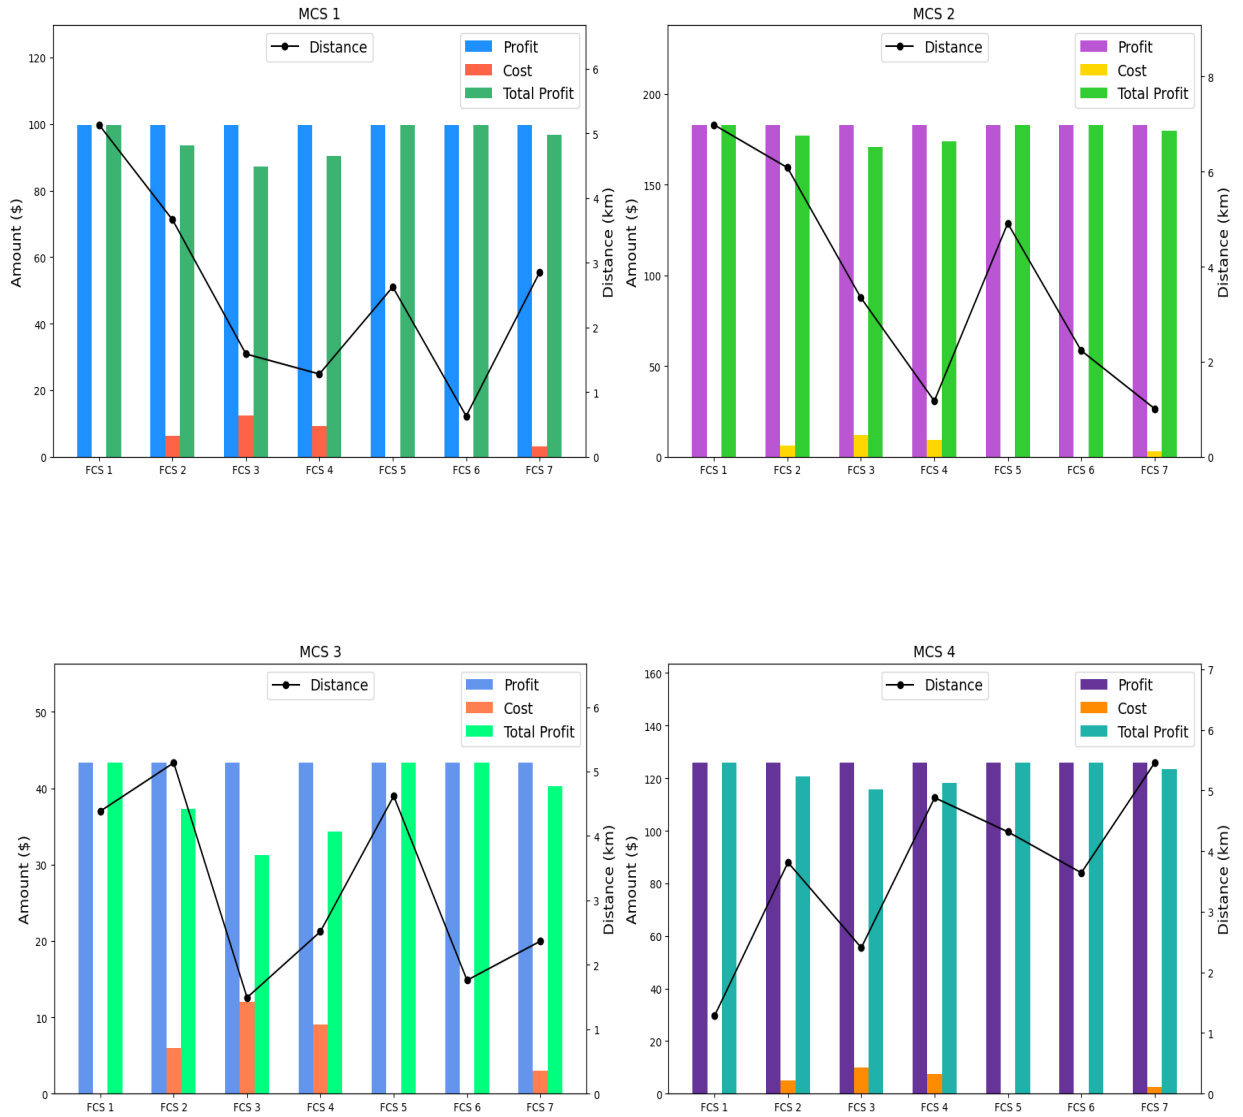 MCS 1
Distance
Profit
Cost
Total Profit
Amount ($)
120
100
80
60
40
20
0
Distance (km)
6
5
4
3
2
1
0
FCS 1 FCS 2 FCS 3 FCS 4 FCS 5 FCS 6 FCS 7
MCS 2
Distance
Profit
Cost
Total Profit
Amount ($)
200
150
100
50
0
Distance (km)
8
6
4
2
0
FCS 1 FCS 2 FCS 3 FCS 4 FCS 5 FCS 6 FCS 7
MCS 3
Distance
Profit
Cost
Total Profit
Amount ($)
50
40
30
20
10
0
Distance (km)
6
5
4
3
2
1
0
FCS 1 FCS 2 FCS 3 FCS 4 FCS 5 FCS 6 FCS 7
MCS 4
Distance
Profit
Cost
Total Profit
Amount ($)
160
140
120
100
80
60
40
20
0
Distance (km)
7
6
5
4
3
2
1
0
FCS 1 FCS 2 FCS 3 FCS 4 FCS 5 FCS 6 FCS 7